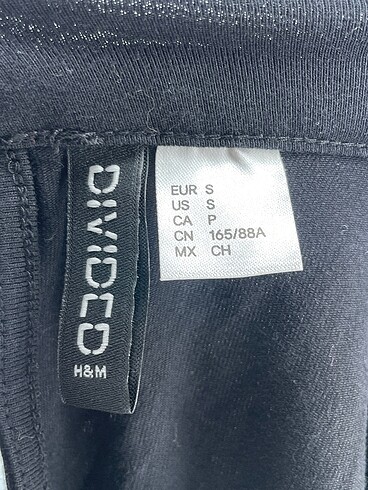 DIVIDED
H&M
EUR S
US S
CA P
CN 165/88A
MX CH